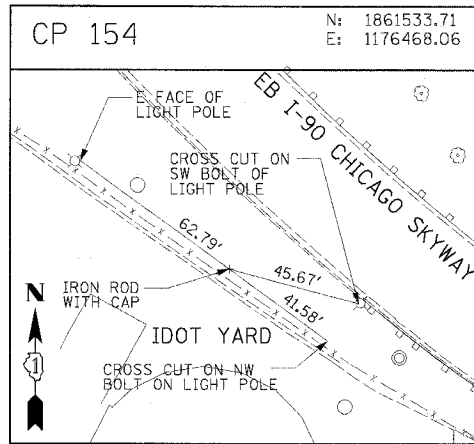 CP 154
N: 1861533.71
E: 1176468.06
E FACE OF
LIGHT POLE
EB I-90 CHICAGO SKYWAY
CROSS CUT ON
SW BOLT OF
LIGHT POLE
62.79'
45.67'
41.58'
IRON ROD
WITH CAP
N
1
IDOT YARD
CROSS CUT ON NW
BOLT ON LIGHT POLE